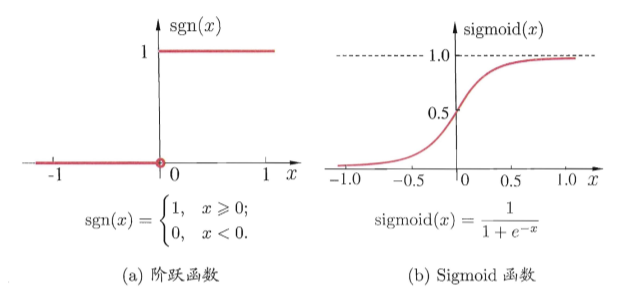 sgn(x)
1
-1
0
1
x
sgn(x) = {1, x ⩾ 0;
0, x < 0.
(a) 阶跃函数
sigmoid(x)
1.0
0.5
−1.0
−0.5
0
0.5
1.0
x
sigmoid(x) = 1 / (1 + e^{−x})
(b) Sigmoid 函数